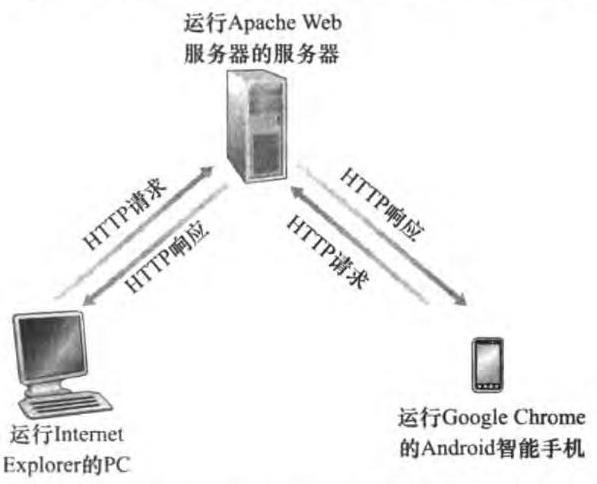 运行Apache Web
服务器的服务器
HTTP请求
HTTP响应
HTTP响应
HTTP请求
运行Internet
Explorer的PC
运行Google Chrome
的Android智能手机